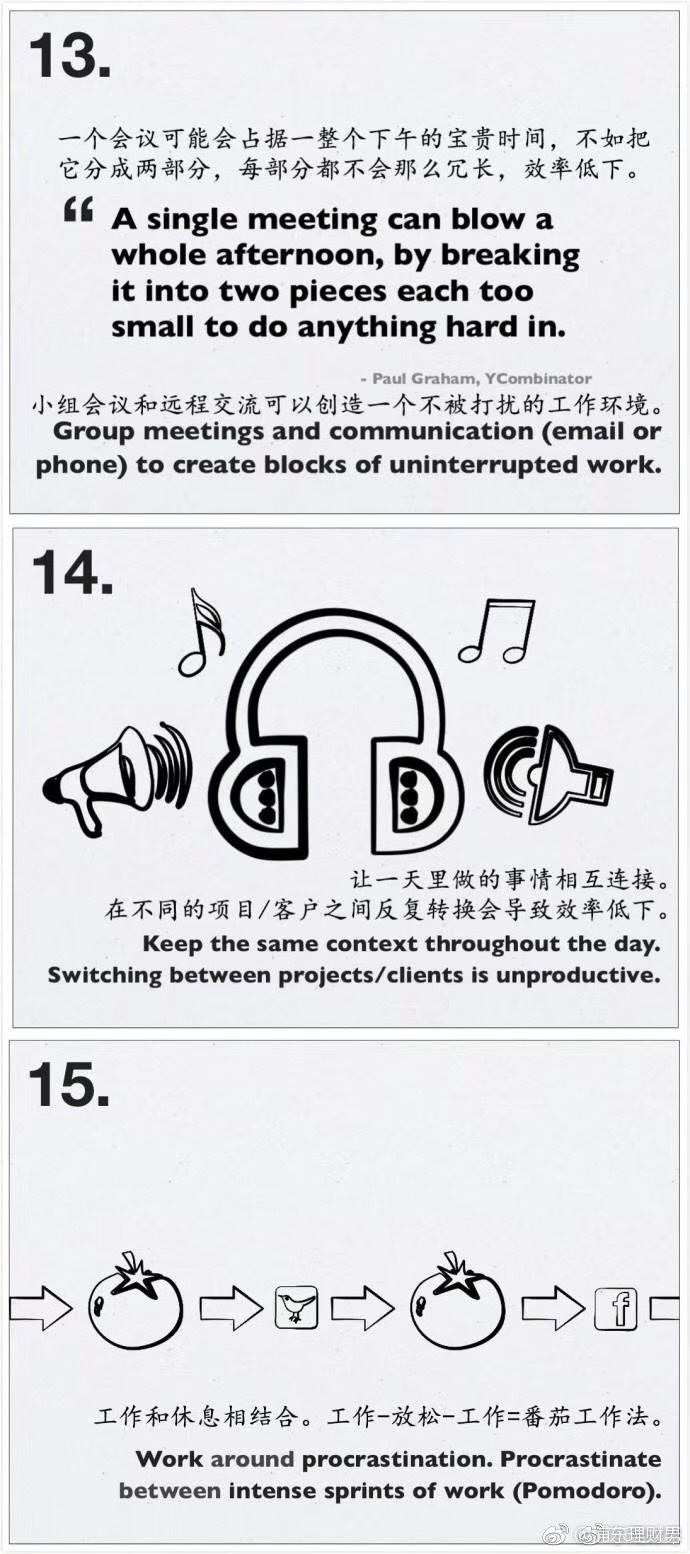 13.
一个会议可能会占据一整个下午的宝贵时间，不如把
它分成两部分，每部分都不会那么冗长，效率低下。
“ A single meeting can blow a
whole afternoon, by breaking
it into two pieces each too
small to do anything hard in.
- Paul Graham, YCombinator
小组会议和远程交流可以创造一个不被打扰的工作环境。
Group meetings and communication (email or
phone) to create blocks of uninterrupted work.
14.
让一天里做的事情相互连接。
在不同的项目/客户之间反复转换会导致效率低下。
Keep the same context throughout the day.
Switching between projects/clients is unproductive.
15.
f
工作和休息相结合。工作-放松-工作=番茄工作法。
Work around procrastination. Procrastinate
between intense sprints of work (Pomodoro).
浦东理财男